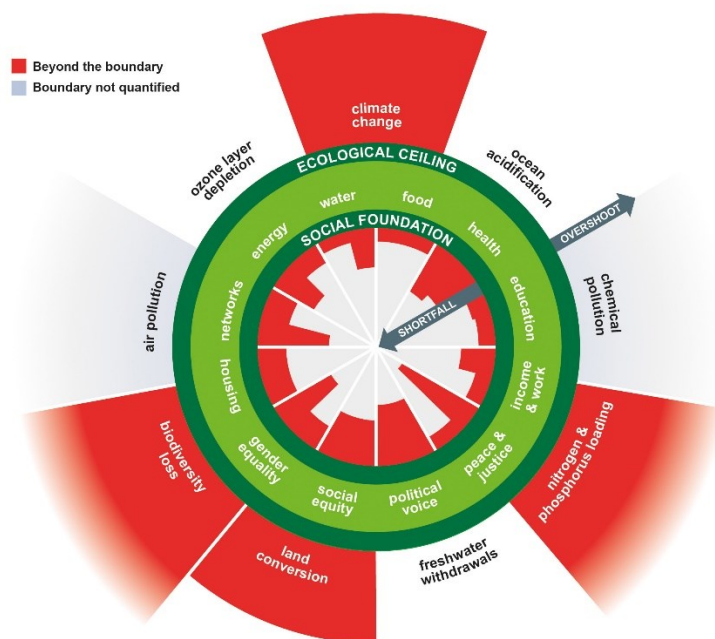 Beyond the boundary
Boundary not quantified
climate
change
ozone layer
depletion
ocean
acidification
ECOLOGICAL CEILING
OVERSHOOT
water
food
energy
health
SOCIAL FOUNDATION
SHORTFALL
networks
education
air pollution
chemical
pollution
housing
income
& work
gender
equality
peace &
justice
social
equity
political
voice
biodiversity
loss
nitrogen &
phosphorus loading
land
conversion
freshwater
withdrawals